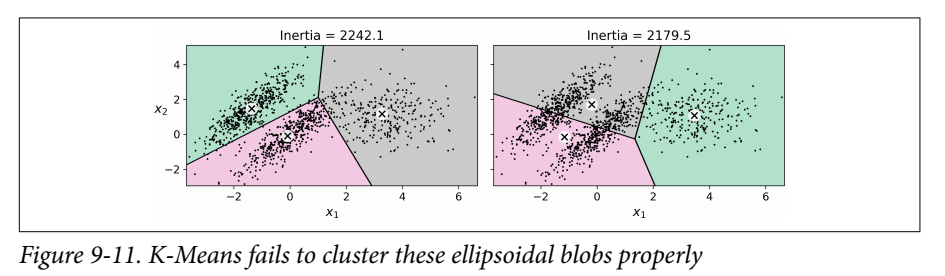 Inertia = 2242.1 Inertia = 2179.5
4
2
0
−2
x₂
−2 0 2 4 6 −2 0 2 4 6
x₁ x₁
Figure 9-11. K-Means fails to cluster these ellipsoidal blobs properly